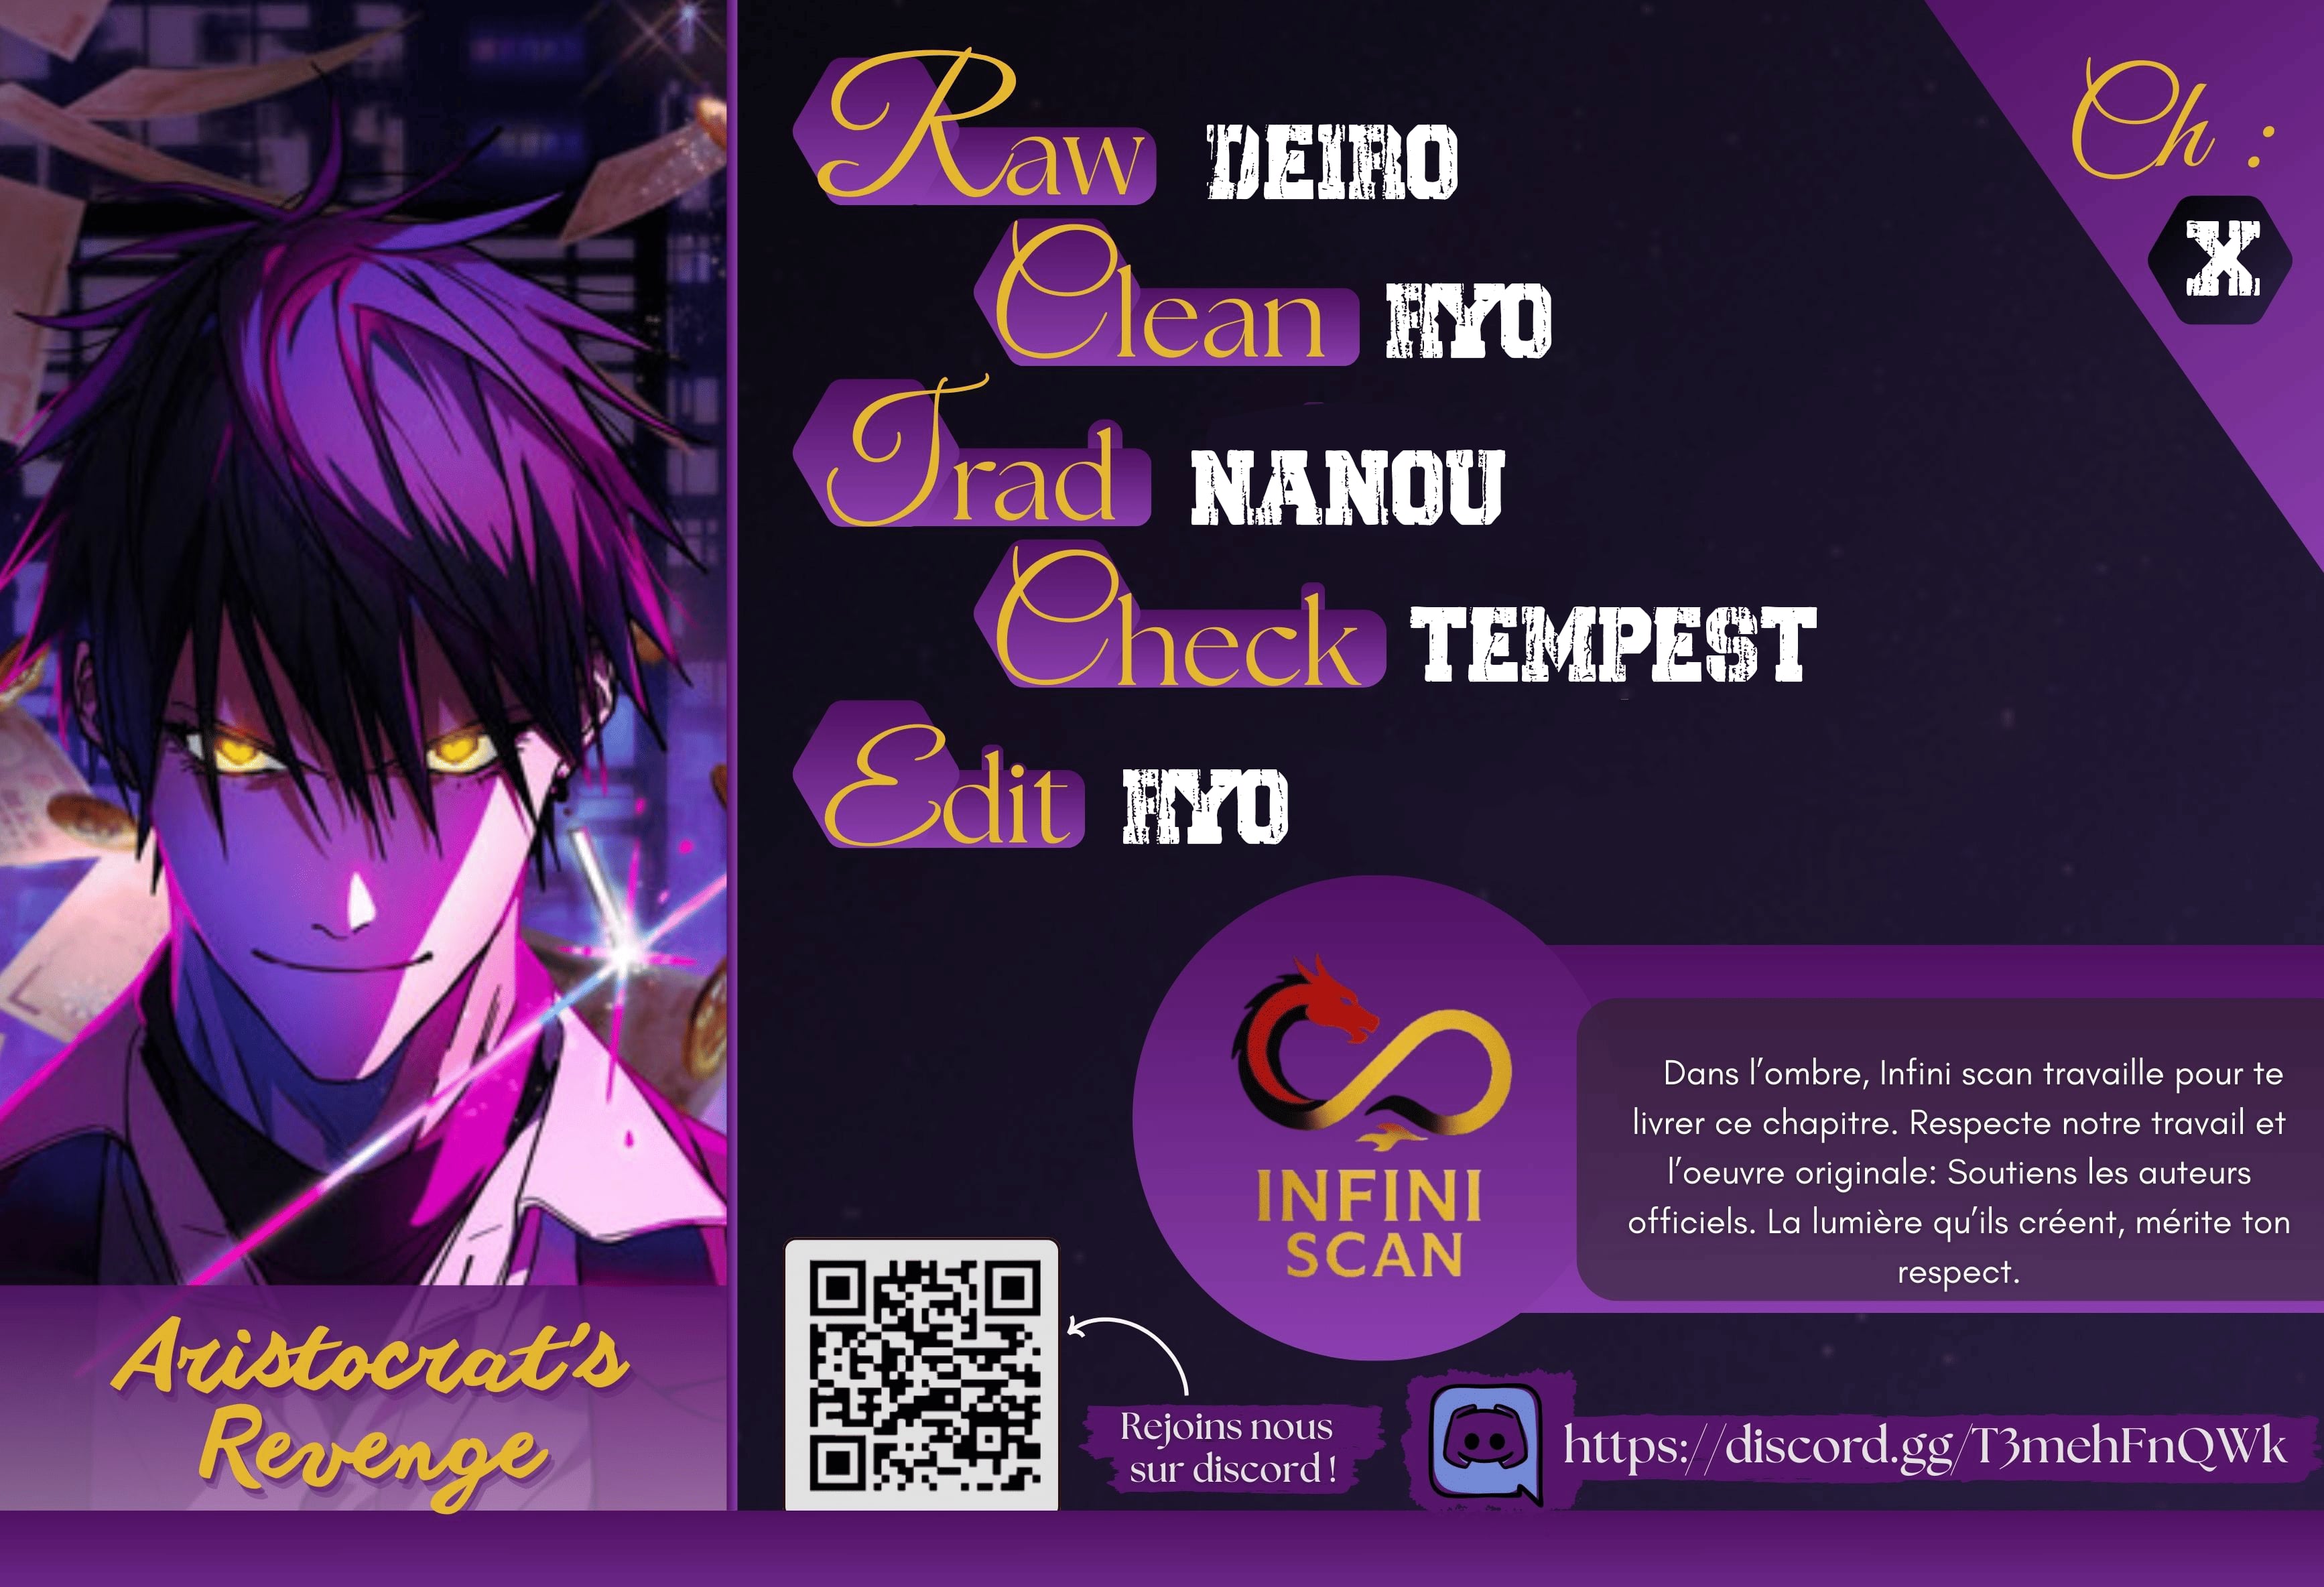 Raw DEIRO
Ch :
X
Clean RYO
Trad NANOU
Check TEMPEST
Edit RYO
INFINI
SCAN
Dans l’ombre, Infini scan travaille pour te
livrer ce chapitre. Respecte notre travail et
l’oeuvre originale: Soutiens les auteurs
officiels. La lumière qu’ils créent, mérite ton
respect.
Aristocrat’s
Revenge
Rejoins nous
sur discord !
https://discord.gg/T3mehFnQWk